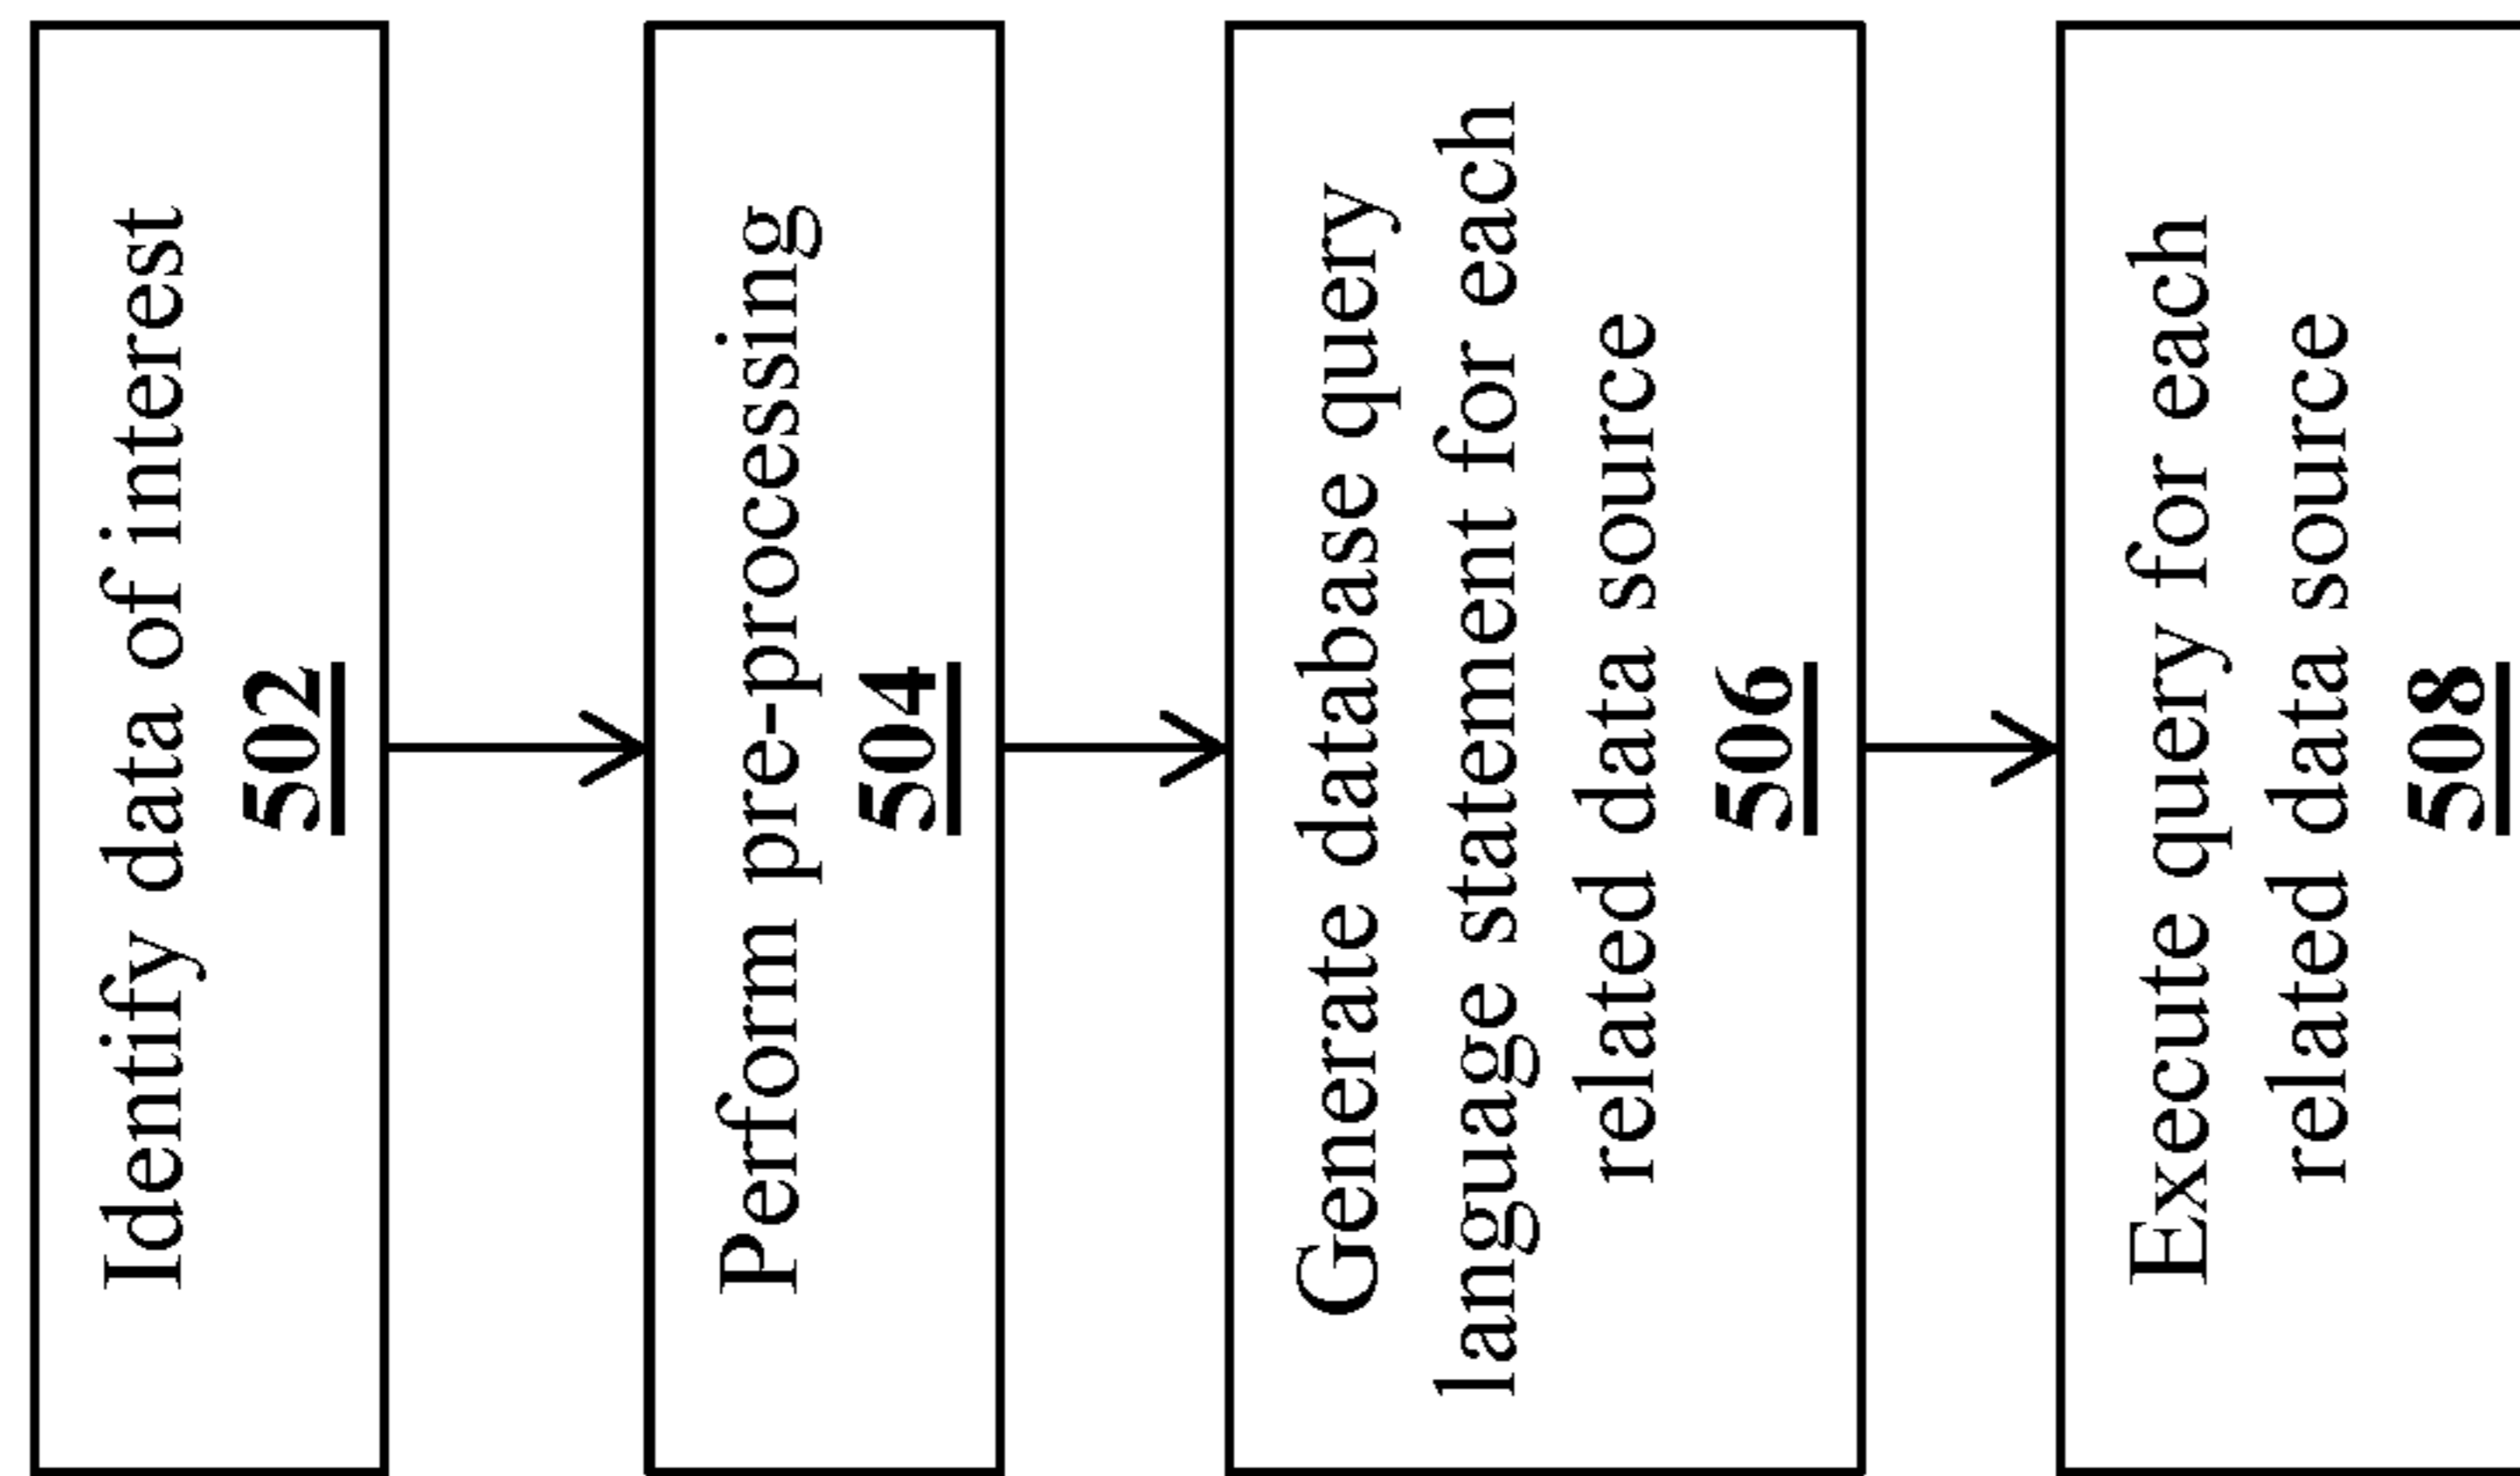 Identify data of interest
502
Perform pre-processing
504
Generate database query
language statement for each
related data source
506
Execute query for each
related data source
508